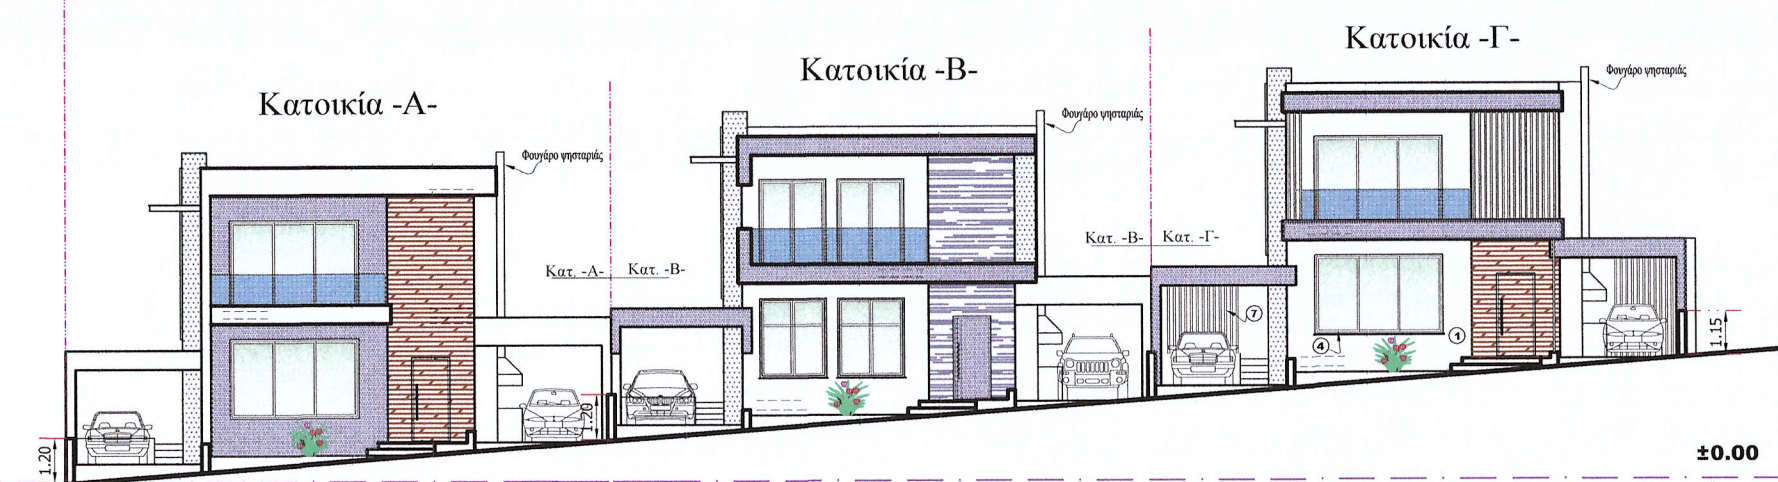 Κατοικία -Γ-
Κατοικία -Β-
Κατοικία -Α-
Φουγάρο ψησταριάς
Φουγάρο ψησταριάς
Φουγάρο ψησταριάς
Κατ. -Β- Κατ. -Γ-
Κατ. -Α- Κατ. -Β-
7
4
1
1.15
1.20
1.20
±0.00